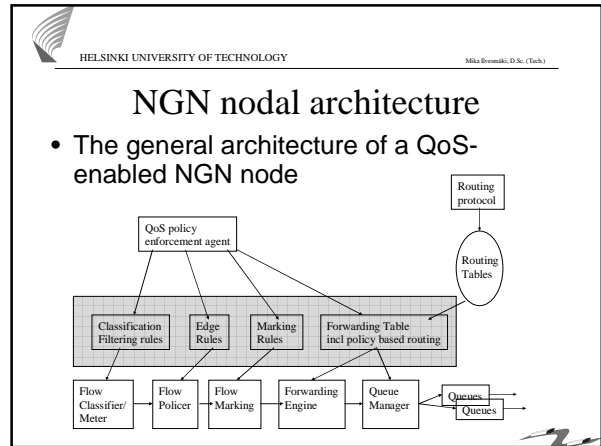 HELSINKI UNIVERSITY OF TECHNOLOGY
Mika Ilvesmäki, D.Sc. (Tech.)
NGN nodal architecture
• The general architecture of a QoS-
enabled NGN node
Routing
protocol
QoS policy
enforcement agent
Routing
Tables
Classification
Filtering rules
Edge
Rules
Marking
Rules
Forwarding Table
incl policy based routing
Flow
Classifier/
Meter
Flow
Policer
Flow
Marking
Forwarding
Engine
Queue
Manager
Queues
Queues